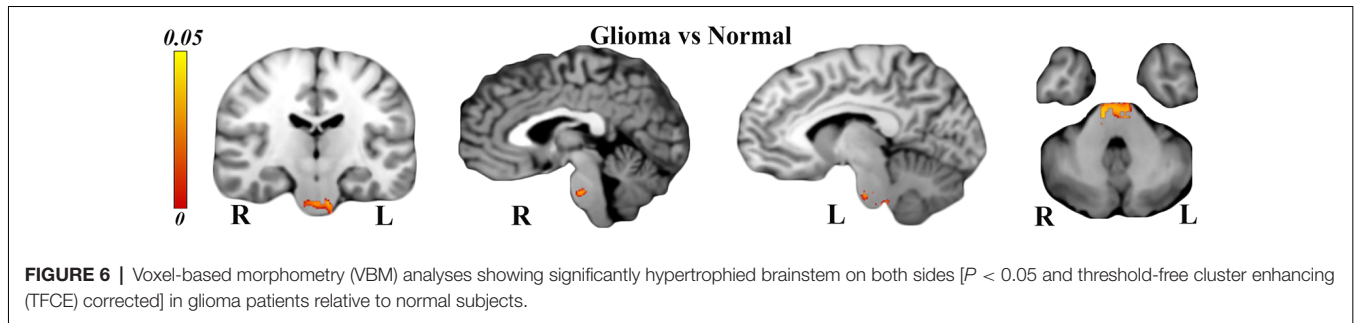 Glioma vs Normal
0.05
0
R
L
R
L
R
L
FIGURE 6 | Voxel-based morphometry (VBM) analyses showing significantly hypertrophied brainstem on both sides [P < 0.05 and threshold-free cluster enhancing
(TFCE) corrected] in glioma patients relative to normal subjects.